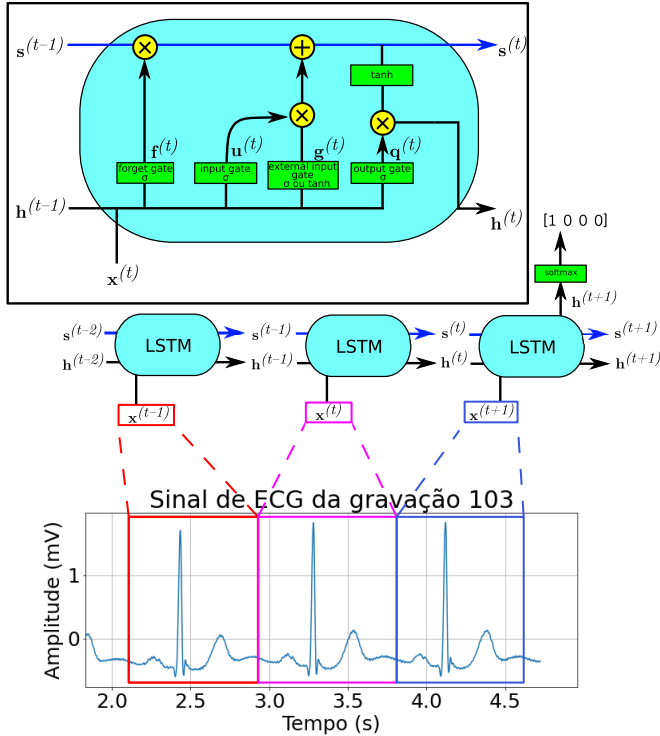 s(t−1)
×
+
s(t)
tanh
×
×
f(t)
u(t)
g(t)
q(t)
forget gate
σ
input gate
σ
external input
gate
σ ou tanh
output gate
σ
h(t−1)
h(t)
x(t)
[1 0 0 0]
softmax
h(t+1)
s(t−2)
s(t−1)
s(t)
s(t+1)
LSTM
LSTM
LSTM
h(t−2)
h(t−1)
h(t)
h(t+1)
x(t−1)
x(t)
x(t+1)
Sinal de ECG da gravação 103
Amplitude (mV)
1
0
2.0 2.5 3.0 3.5 4.0 4.5
Tempo (s)